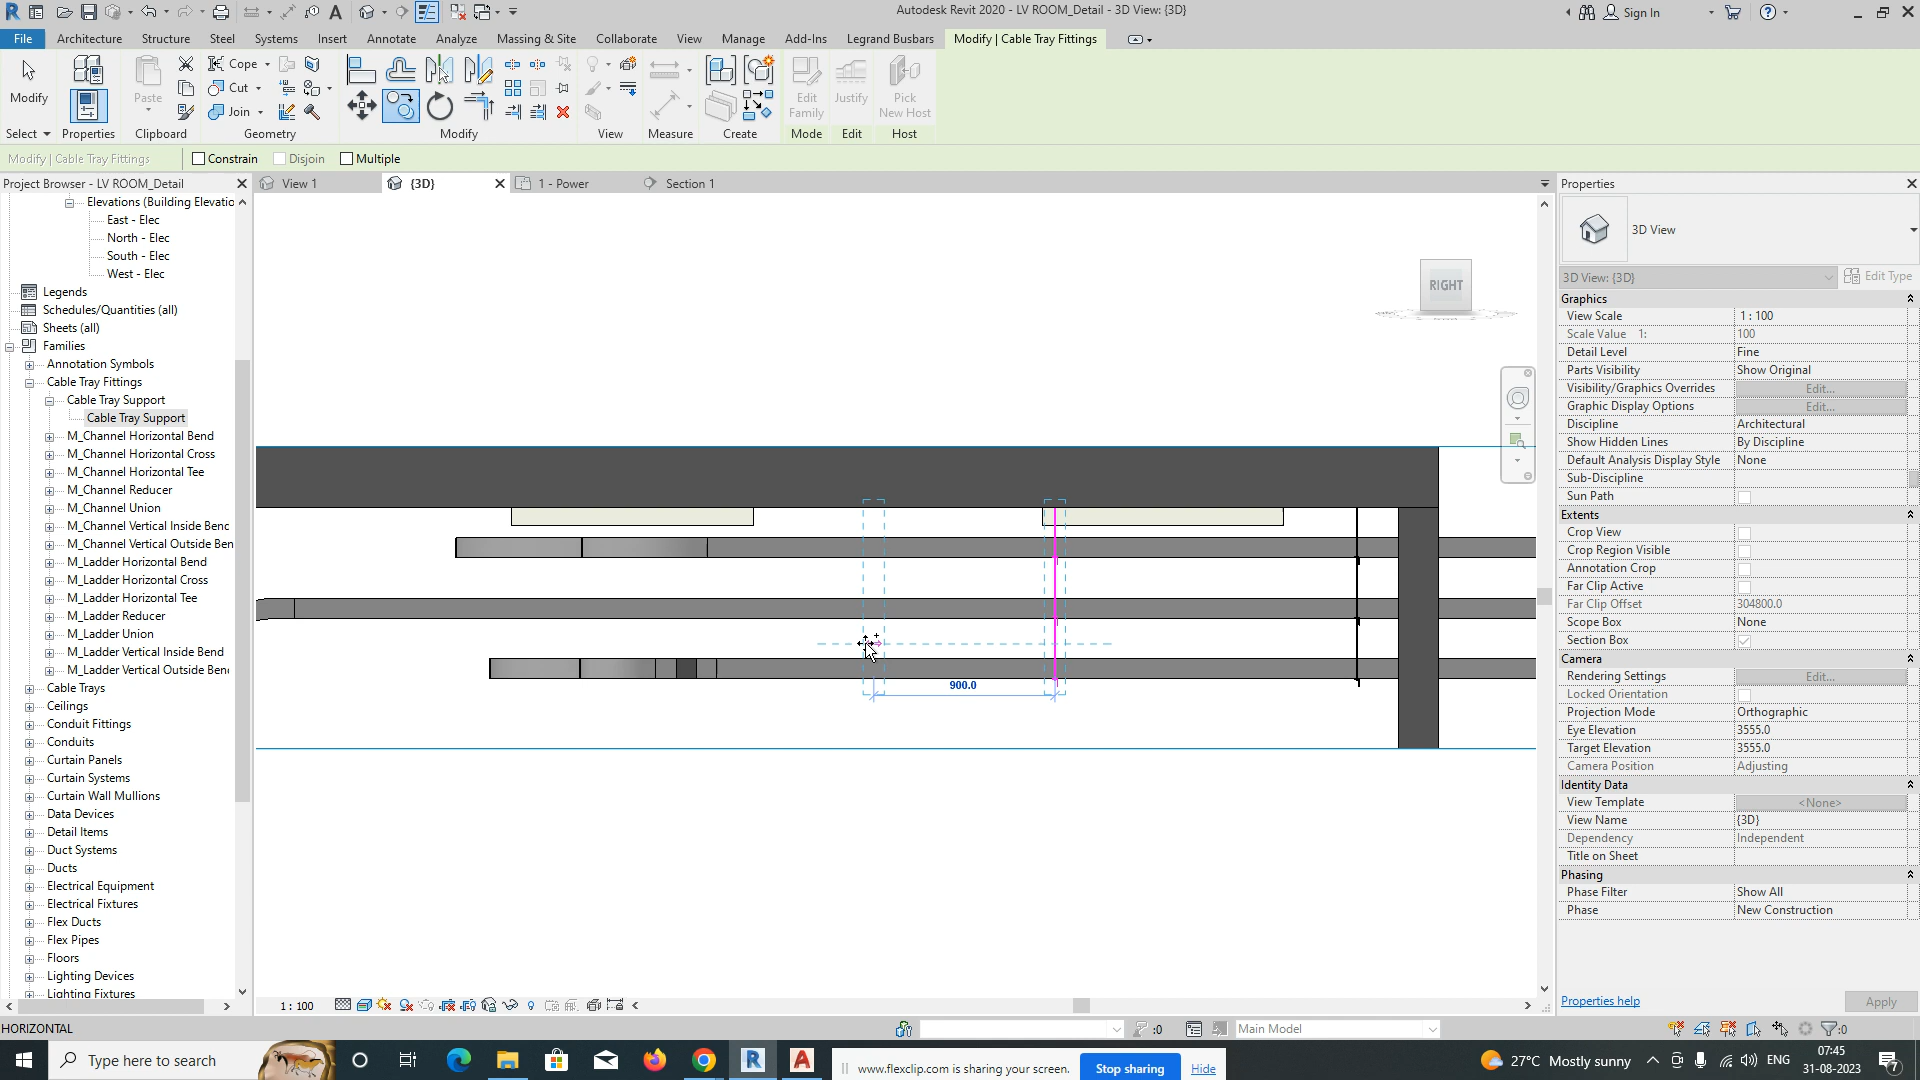 Autodesk Revit 2020 - LV ROOM_Detail - 3D View: {3D}
Sign In
File
Architecture
Structure
Steel
Systems
Insert
Annotate
Analyze
Massing & Site
Collaborate
View
Manage
Add-Ins
Legrand Busbars
Modify | Cable Tray Fittings
Modify
Paste
Cope
Cut
Join
Edit
Family
Justify
Pick
New Host
Select
Properties
Clipboard
Geometry
Modify
View
Measure
Create
Mode
Edit
Host
Modify | Cable Tray Fittings
Constrain
Disjoin
Multiple
Project Browser - LV ROOM_Detail
View 1
{3D}
1 - Power
Section 1
Elevations (Building Elevatio
East - Elec
North - Elec
South - Elec
West - Elec
Legends
Schedules/Quantities (all)
Sheets (all)
Families
Annotation Symbols
Cable Tray Fittings
Cable Tray Support
Cable Tray Support
M_Channel Horizontal Bend
M_Channel Horizontal Cross
M_Channel Horizontal Tee
M_Channel Reducer
M_Channel Union
M_Channel Vertical Inside Benc
M_Channel Vertical Outside Ben
M_Ladder Horizontal Bend
M_Ladder Horizontal Cross
M_Ladder Horizontal Tee
M_Ladder Reducer
M_Ladder Union
M_Ladder Vertical Inside Bend
M_Ladder Vertical Outside Benc
Cable Trays
Ceilings
Conduit Fittings
Conduits
Curtain Panels
Curtain Systems
Curtain Wall Mullions
Data Devices
Detail Items
Duct Systems
Ducts
Electrical Equipment
Electrical Fixtures
Flex Ducts
Flex Pipes
Floors
Lighting Devices
Lighting Fixtures
RIGHT
900.0
Properties
3D View
3D View: {3D}
Edit Type
Graphics
View Scale 1 : 100
Scale Value 1: 100
Detail Level Fine
Parts Visibility Show Original
Visibility/Graphics Overrides Edit...
Graphic Display Options Edit...
Discipline Architectural
Show Hidden Lines By Discipline
Default Analysis Display Style None
Sub-Discipline
Sun Path
Extents
Crop View
Crop Region Visible
Annotation Crop
Far Clip Active
Far Clip Offset 304800.0
Scope Box None
Section Box
Camera
Rendering Settings Edit...
Locked Orientation
Projection Mode Orthographic
Eye Elevation 3555.0
Target Elevation 3555.0
Camera Position Adjusting
Identity Data
View Template <None>
View Name {3D}
Dependency Independent
Title on Sheet
Phasing
Phase Filter Show All
Phase New Construction
Properties help
Apply
1 : 100
HORIZONTAL
:0
Main Model
:0
Type here to search
www.flexclip.com is sharing your screen.
Stop sharing
Hide
27°C Mostly sunny
ENG
07:45
31-08-2023
7